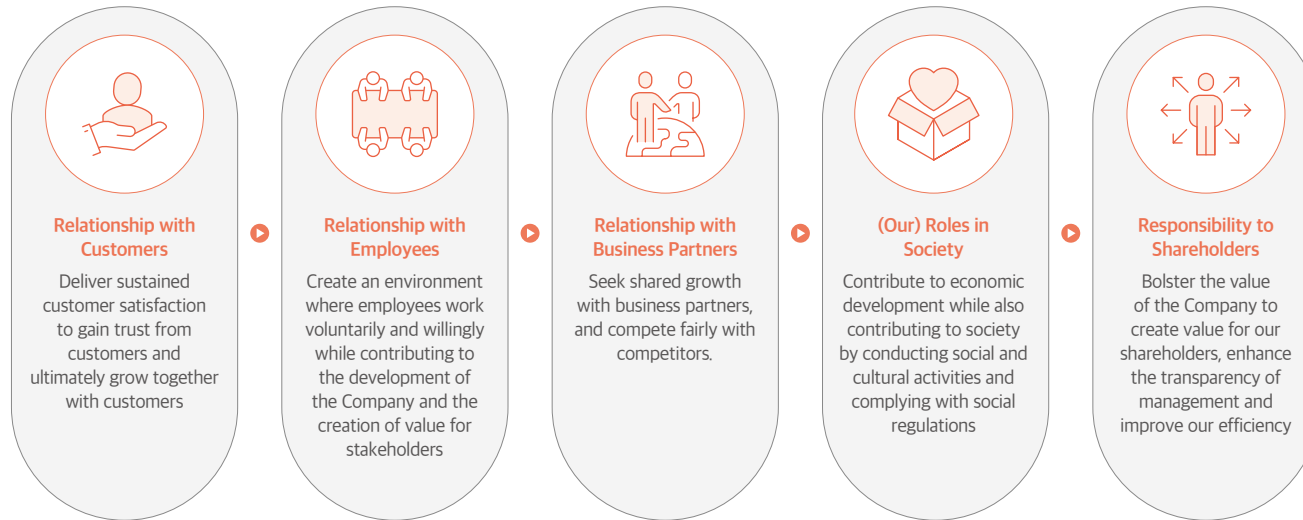 Relationship with
Customers
Deliver sustained
customer satisfaction
to gain trust from
customers and
ultimately grow together
with customers
Relationship with
Employees
Create an environment
where employees work
voluntarily and willingly
while contributing to
the development of
the Company and the
creation of value for
stakeholders
Relationship with
Business Partners
Seek shared growth
with business partners,
and compete fairly with
competitors.
(Our) Roles in
Society
Contribute to economic
development while also
contributing to society
by conducting social and
cultural activities and
complying with social
regulations
Responsibility to
Shareholders
Bolster the value
of the Company to
create value for our
shareholders, enhance
the transparency of
management and
improve our efficiency